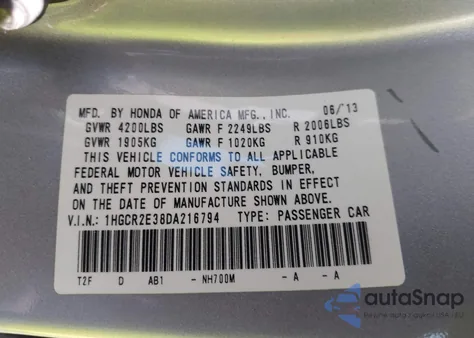 MFD. BY HONDA OF AMERICA MFG., INC. 06/13
GVWR 4200LBS GAWR F 2249LBS R 2006LBS
GVWR 1905KG GAWR F 1020KG R 910KG
THIS VEHICLE CONFORMS TO ALL APPLICABLE
FEDERAL MOTOR VEHICLE SAFETY, BUMPER,
AND THEFT PREVENTION STANDARDS IN EFFECT
ON THE DATE OF MANUFACTURE SHOWN ABOVE.
V.I.N.: 1HGCR2E38DA216794 TYPE: PASSENGER CAR
T2F D AB1 - NH700M -A -A
autaSnap